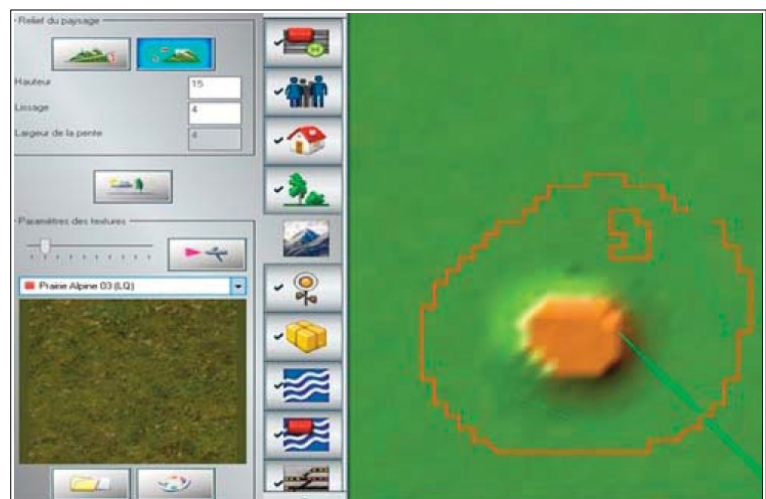 Relief du paysage
Hauteur
15
Lissage
4
Largeur de la pente
4
Paramètres des textures
Prairie Alpine 03 (LQ)